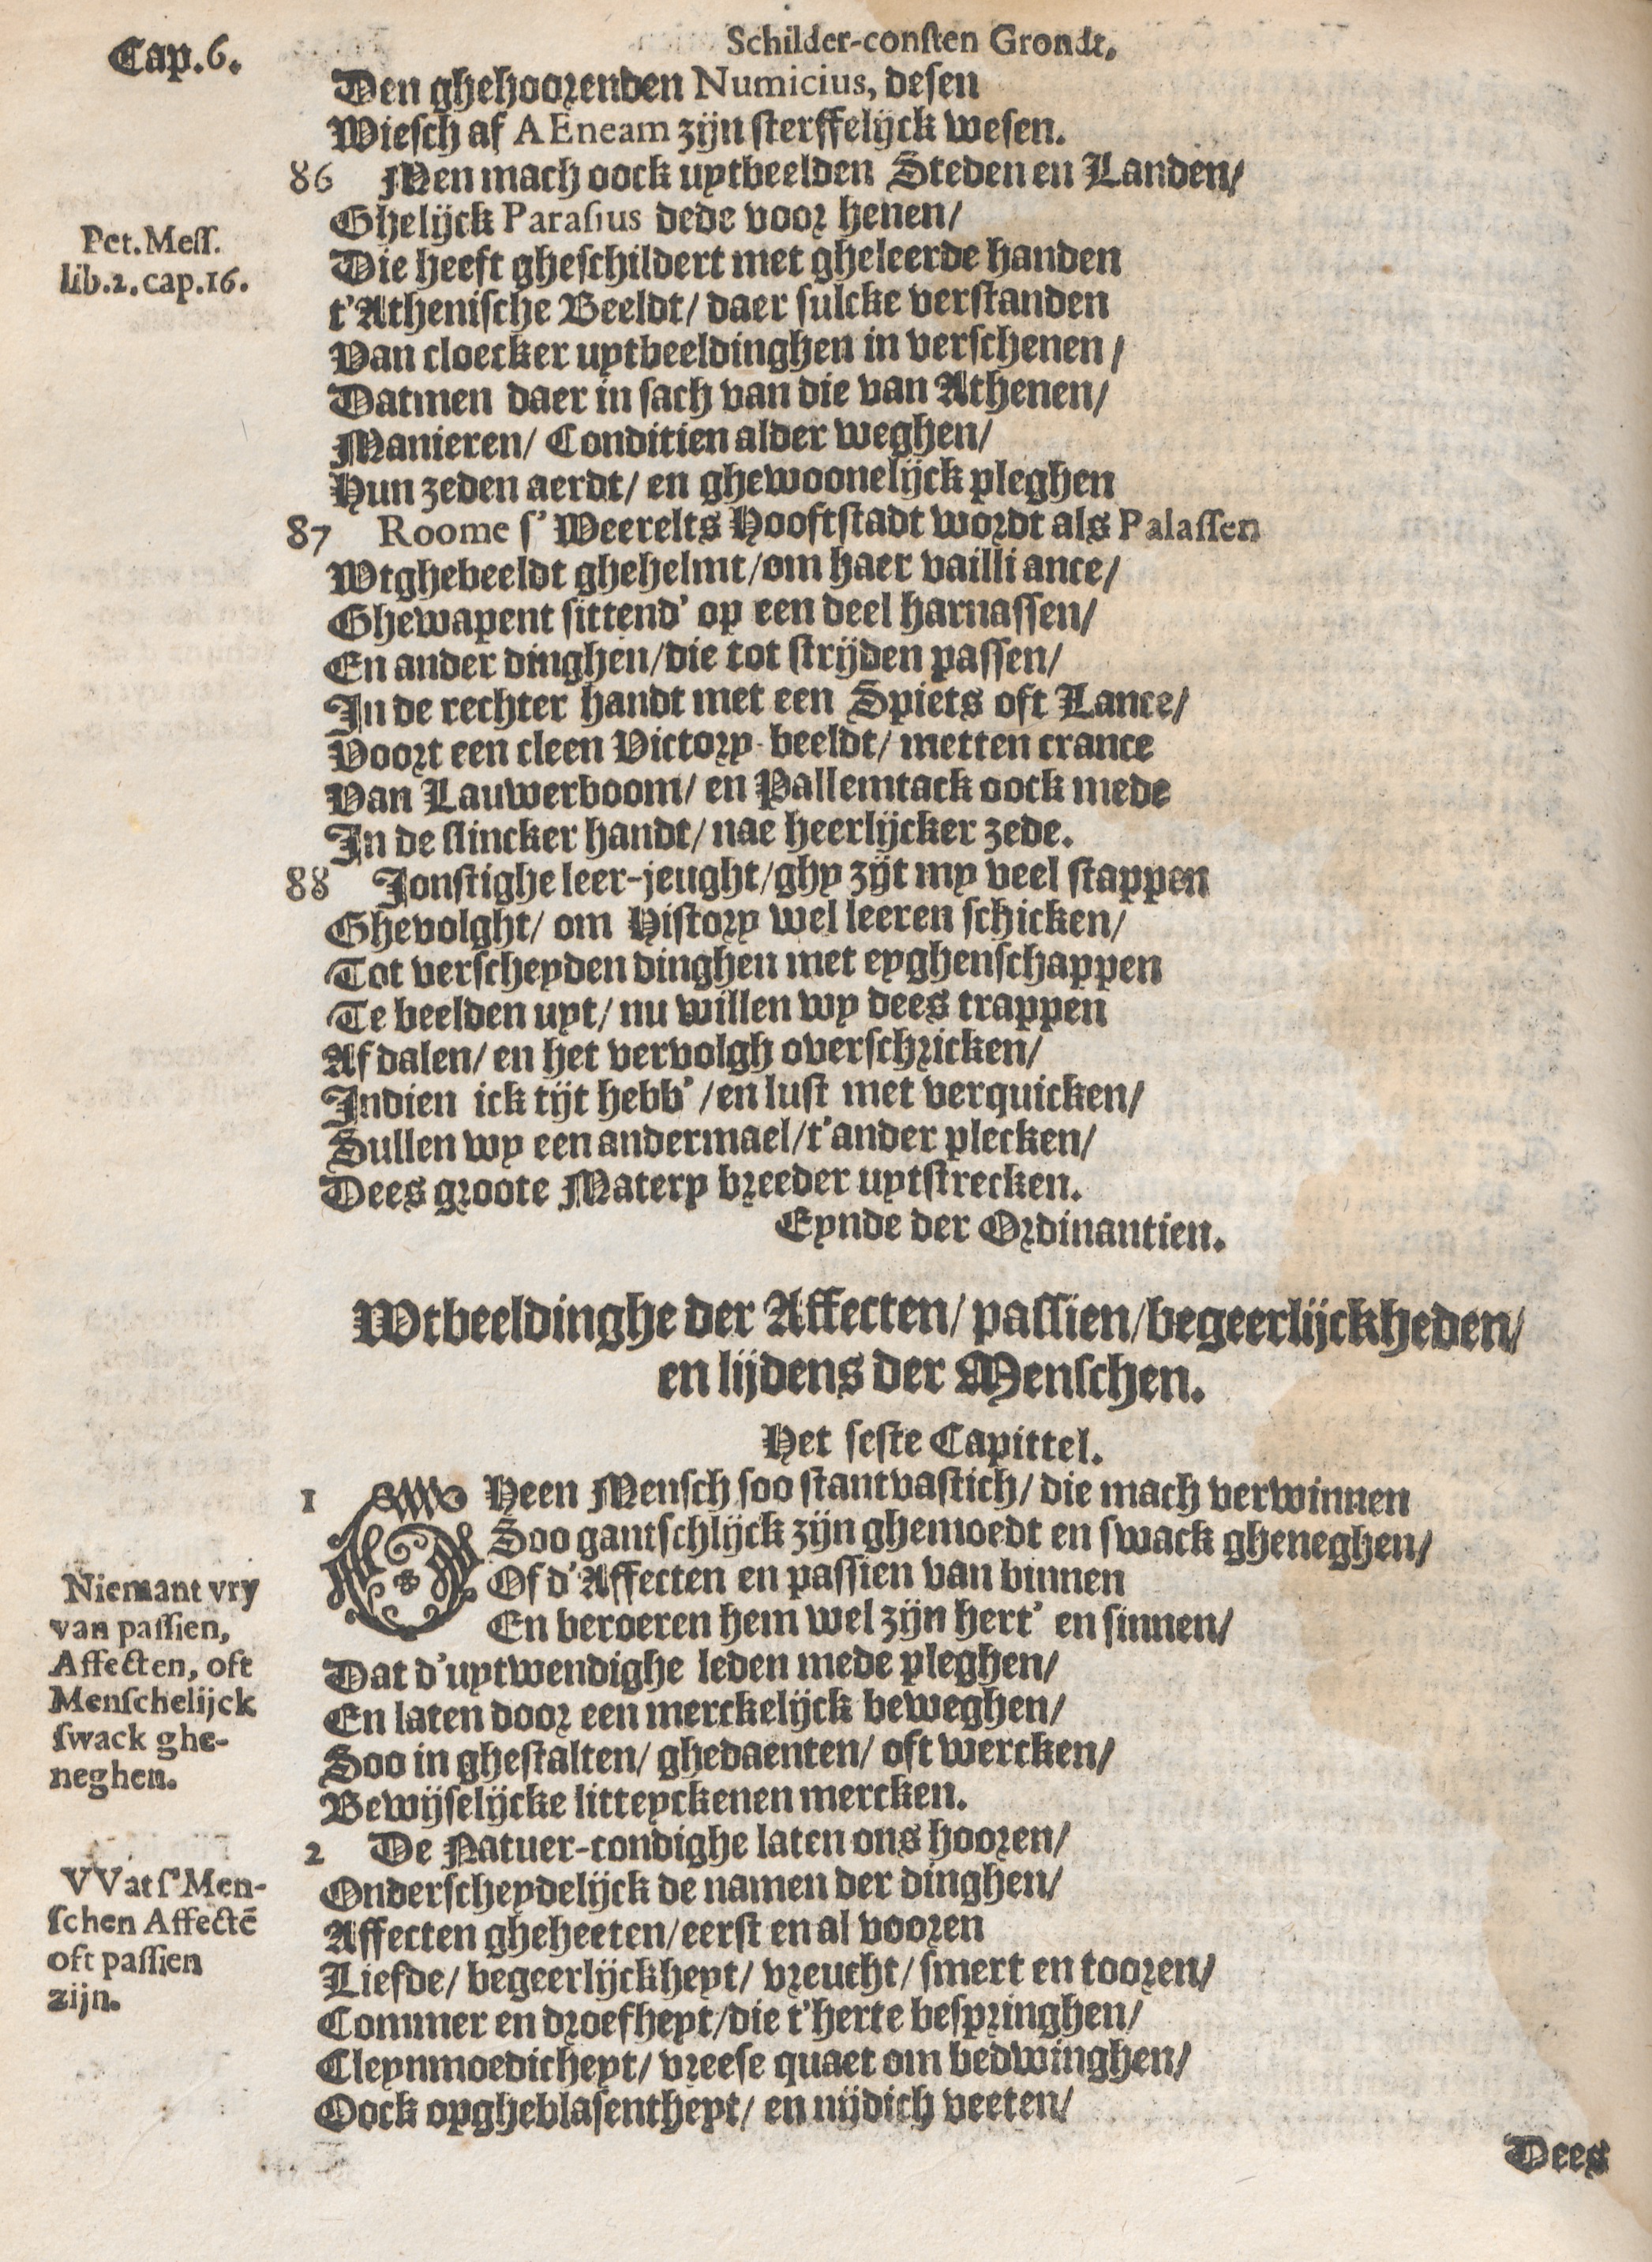 Cap.6.
Schilder-consten Grondt.
Den ghehoorenden Numicius, desen
Wiesch af AEneam zijn sterffelijck wesen.
86 Men mach oock uytbeelden Steden en Landen/
Ghelijck Parasius dede voor henen/
Pet. Mess.
lib.2. cap.16.
Die heeft gheschildert met gheleerde handen
t'Athenische Beeldt/ daer sulcke verstanden
Van cloecker uytbeeldinghen in verschenen/
Datmen daer in sach van die van Athenen/
Manieren/ Conditien alder weghen/
Hun zeden aerdt/ en ghewoonelijck pleghen
87 Roome s'Weerelts Hooftstadt wordt als Palassen
Wtghebeeldt ghehelmt/om haer vailliance/
Ghewapent sittend' op een deel harnassen/
En ander dinghen/die tot strijden passen/
In de rechter handt met een Spiets oft Lance/
Voort een cleen Victory-beeldt/ metten crance
Van Lauwerboom/ en Pallemtack oock mede
In de slincker handt/ nae heerlijcker zede.
88 Jonstighe leer-jeught/ghy zijt my veel stappen
Ghevolght/ om History wel leeren schicken/
Tot verscheyden dinghen met eyghenschappen
Te beelden uyt/ nu willen wy dees trappen
Af dalen/ en het vervolgh overschricken/
Indien ick tijt hebb'/en lust met verquicken/
Sullen wy een andermael/t'ander plecken/
Dees groote Matery breeder uytstrecken.
Eynde der Ordinantien.
Wtbeeldinghe der Affecten/ passien/begeerlijckheden/
en lijdens der Menschen.
Het seste Capittel.
1 GHeen Mensch soo stantvastich/ die mach verwinnen
Soo gantschlijck zijn ghemoedt en swack gheneghen/
Of d'Affecten en passien van binnen
En beroeren hem wel zijn hert' en sinnen/
Niemant vry
van passien,
Affecten, oft
Menschelijck
swack ghe-
neghen.
Dat d'uytwendighe leden mede pleghen/
En laten door een merckelijck beweghen/
Soo in ghestalten/ ghedaenten/ oft wercken/
Bewijselijcke litteyckenen mercken.
2 De Natuer-condighe laten ons hooren/
VVat s'Men-
schen Affectē
oft passien
zijn.
Onderscheydelijck de namen der dinghen/
Affecten gheheeten/eerst en al vooren
Liefde/ begeerlijckheyt/ vreucht/ smert en tooren/
Commer en droefheyt/die t'herte bespringhen/
Cleynmoedicheyt/ vreese quaet om bedwinghen/
Oock opgheblasentheyt/ en nijdich veeten/
Dees